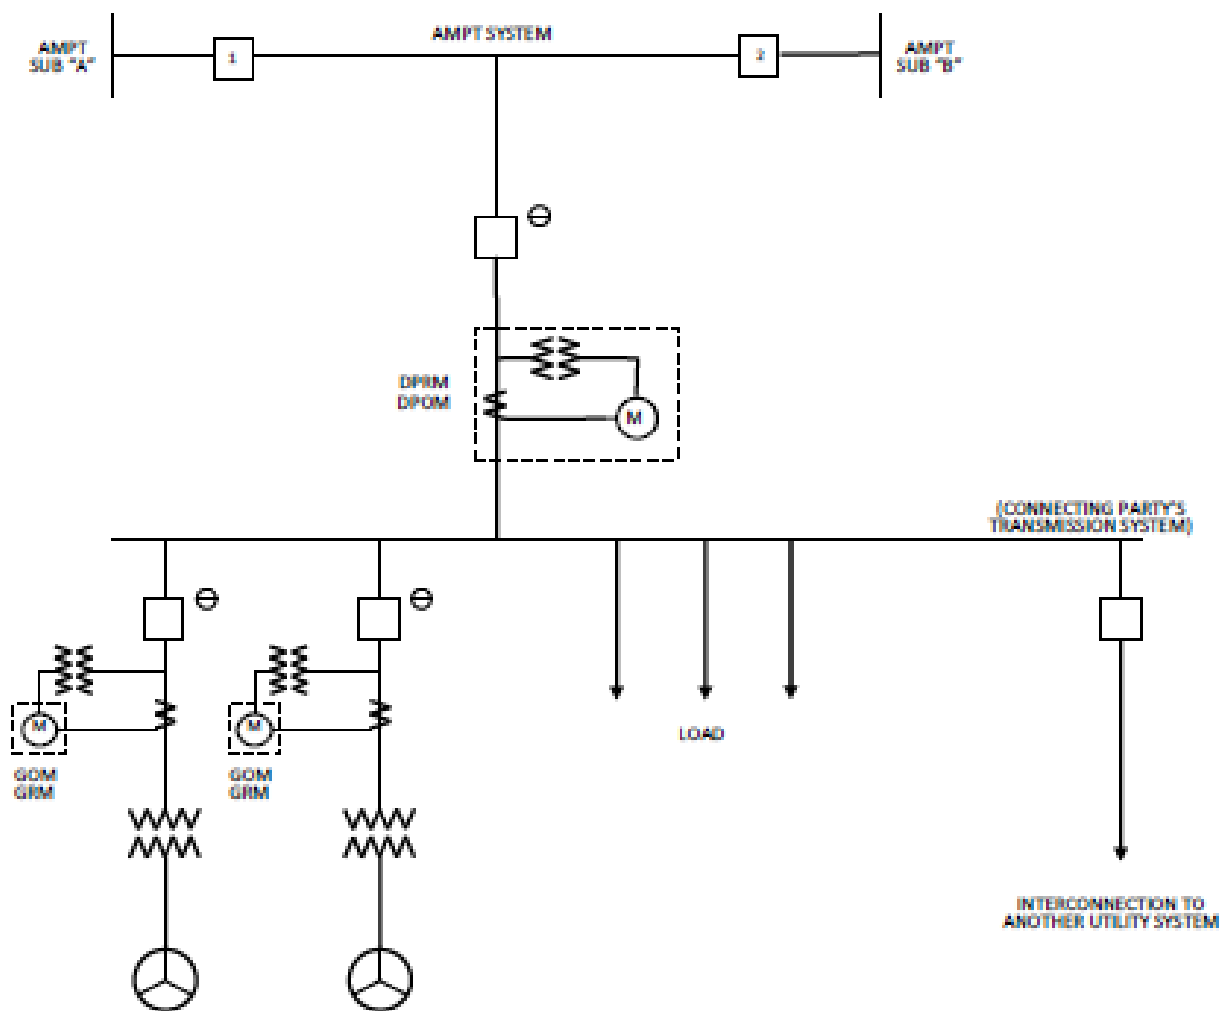 AMPT SYSTEM
AMPT
SUB "A"
1
2
AMPT
SUB "B"
DPRM
DPOM
M
(CONNECTING PARTY'S
TRANSMISSION SYSTEM)
M
M
GOM
GRM
GOM
GRM
LOAD
INTERCONNECTION TO
ANOTHER UTILITY SYSTEM